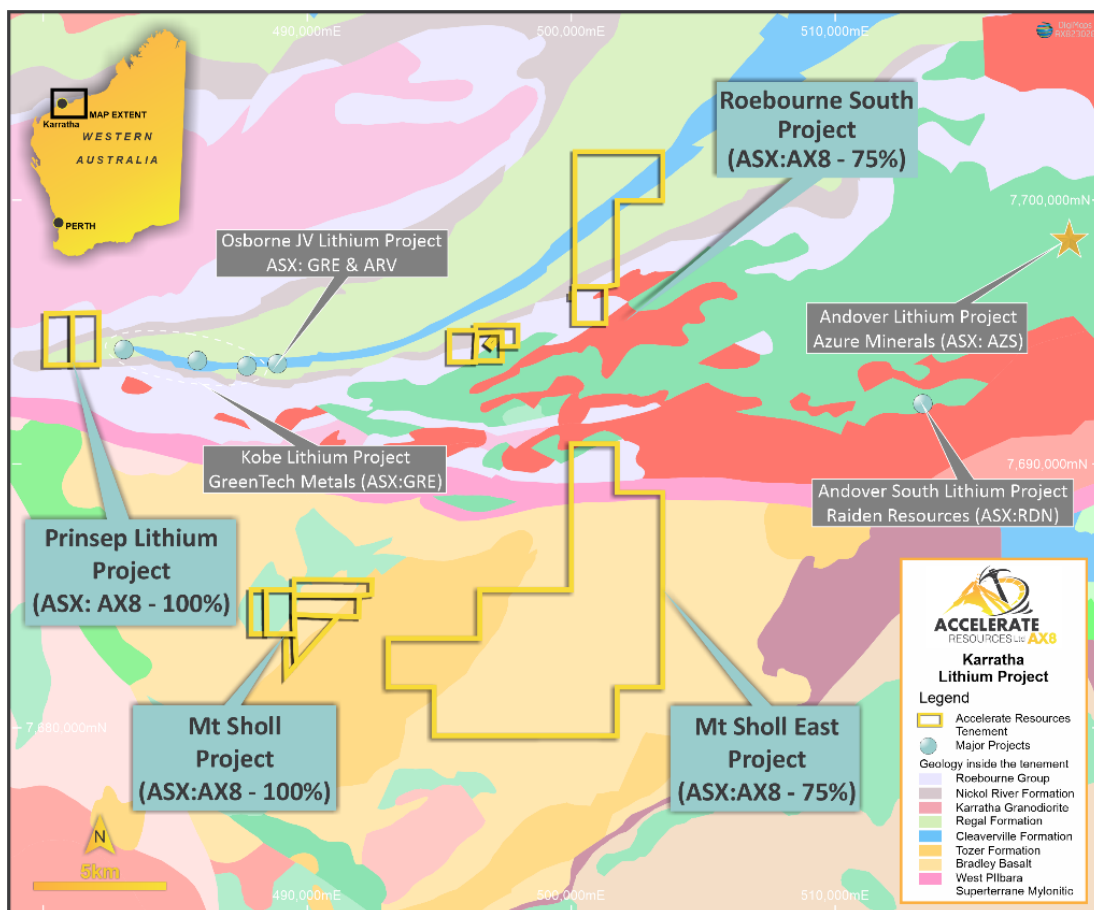 490,000mE
500,000mE
510,000mE
DigiMaps
MAP EXTENT
Karratha
WESTERN
AUSTRALIA
PERTH
Roebourne South
Project
(ASX:AX8 - 75%)
7,700,000mN
Osborne JV Lithium Project
ASX: GRE & ARV
Andover Lithium Project
Azure Minerals (ASX: AZS)
Kobe Lithium Project
GreenTech Metals (ASX:GRE)
7,690,000mN
Andover South Lithium Project
Raiden Resources (ASX:RDN)
Prinsep Lithium
Project
(ASX: AX8 - 100%)
Mt Sholl
Project
(ASX:AX8 - 100%)
Mt Sholl East
Project
(ASX:AX8 - 75%)
7,680,000mN
N
5km
490,000mE
500,000mE
510,000mE
ACCELERATE
RESOURCES Ltd AX8
Karratha
Lithium Project
Legend
Accelerate Resources
Tenement
Major Projects
Geology inside the tenement
Roebourne Group
Nickol River Formation
Karratha Granodiorite
Regal Formation
Cleaverville Formation
Tozer Formation
Bradley Basalt
West PIlbara
Superterrane Mylonitic